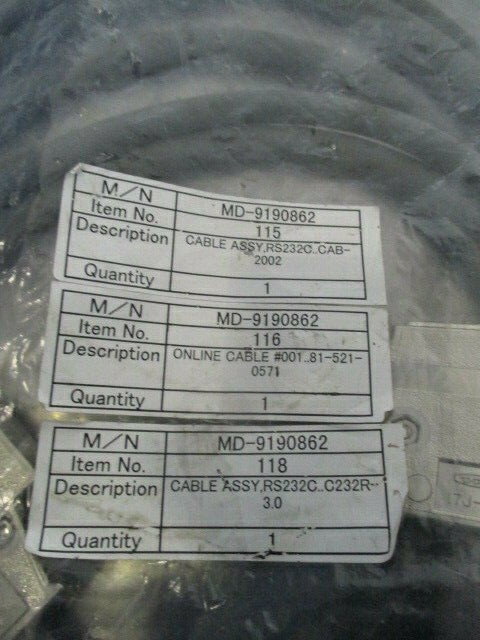 M/N MD-9190862
Item No. 115
Description CABLE ASSY,RS232C..CAB-
2002
Quantity 1
M/N MD-9190862
Item No. 116
Description ONLINE CABLE #001..81-521-
0571
Quantity 1
M/N MD-9190862
Item No. 118
Description CABLE ASSY,RS232C..C232R-
3.0
Quantity 1
17J-